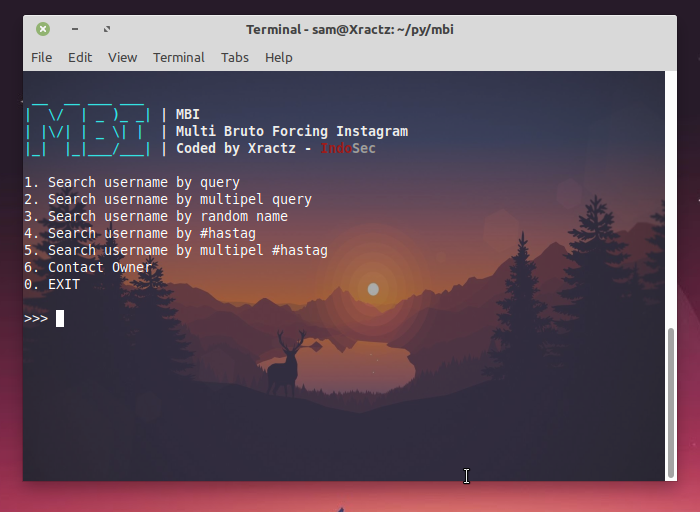 Terminal - sam@Xractz: ~/py/mbi
File Edit View Terminal Tabs Help
| MBI
| Multi Bruto Forcing Instagram
| Coded by Xractz - IndoSec
1. Search username by query
2. Search username by multipel query
3. Search username by random name
4. Search username by #hastag
5. Search username by multipel #hastag
6. Contact Owner
0. EXIT
>>>